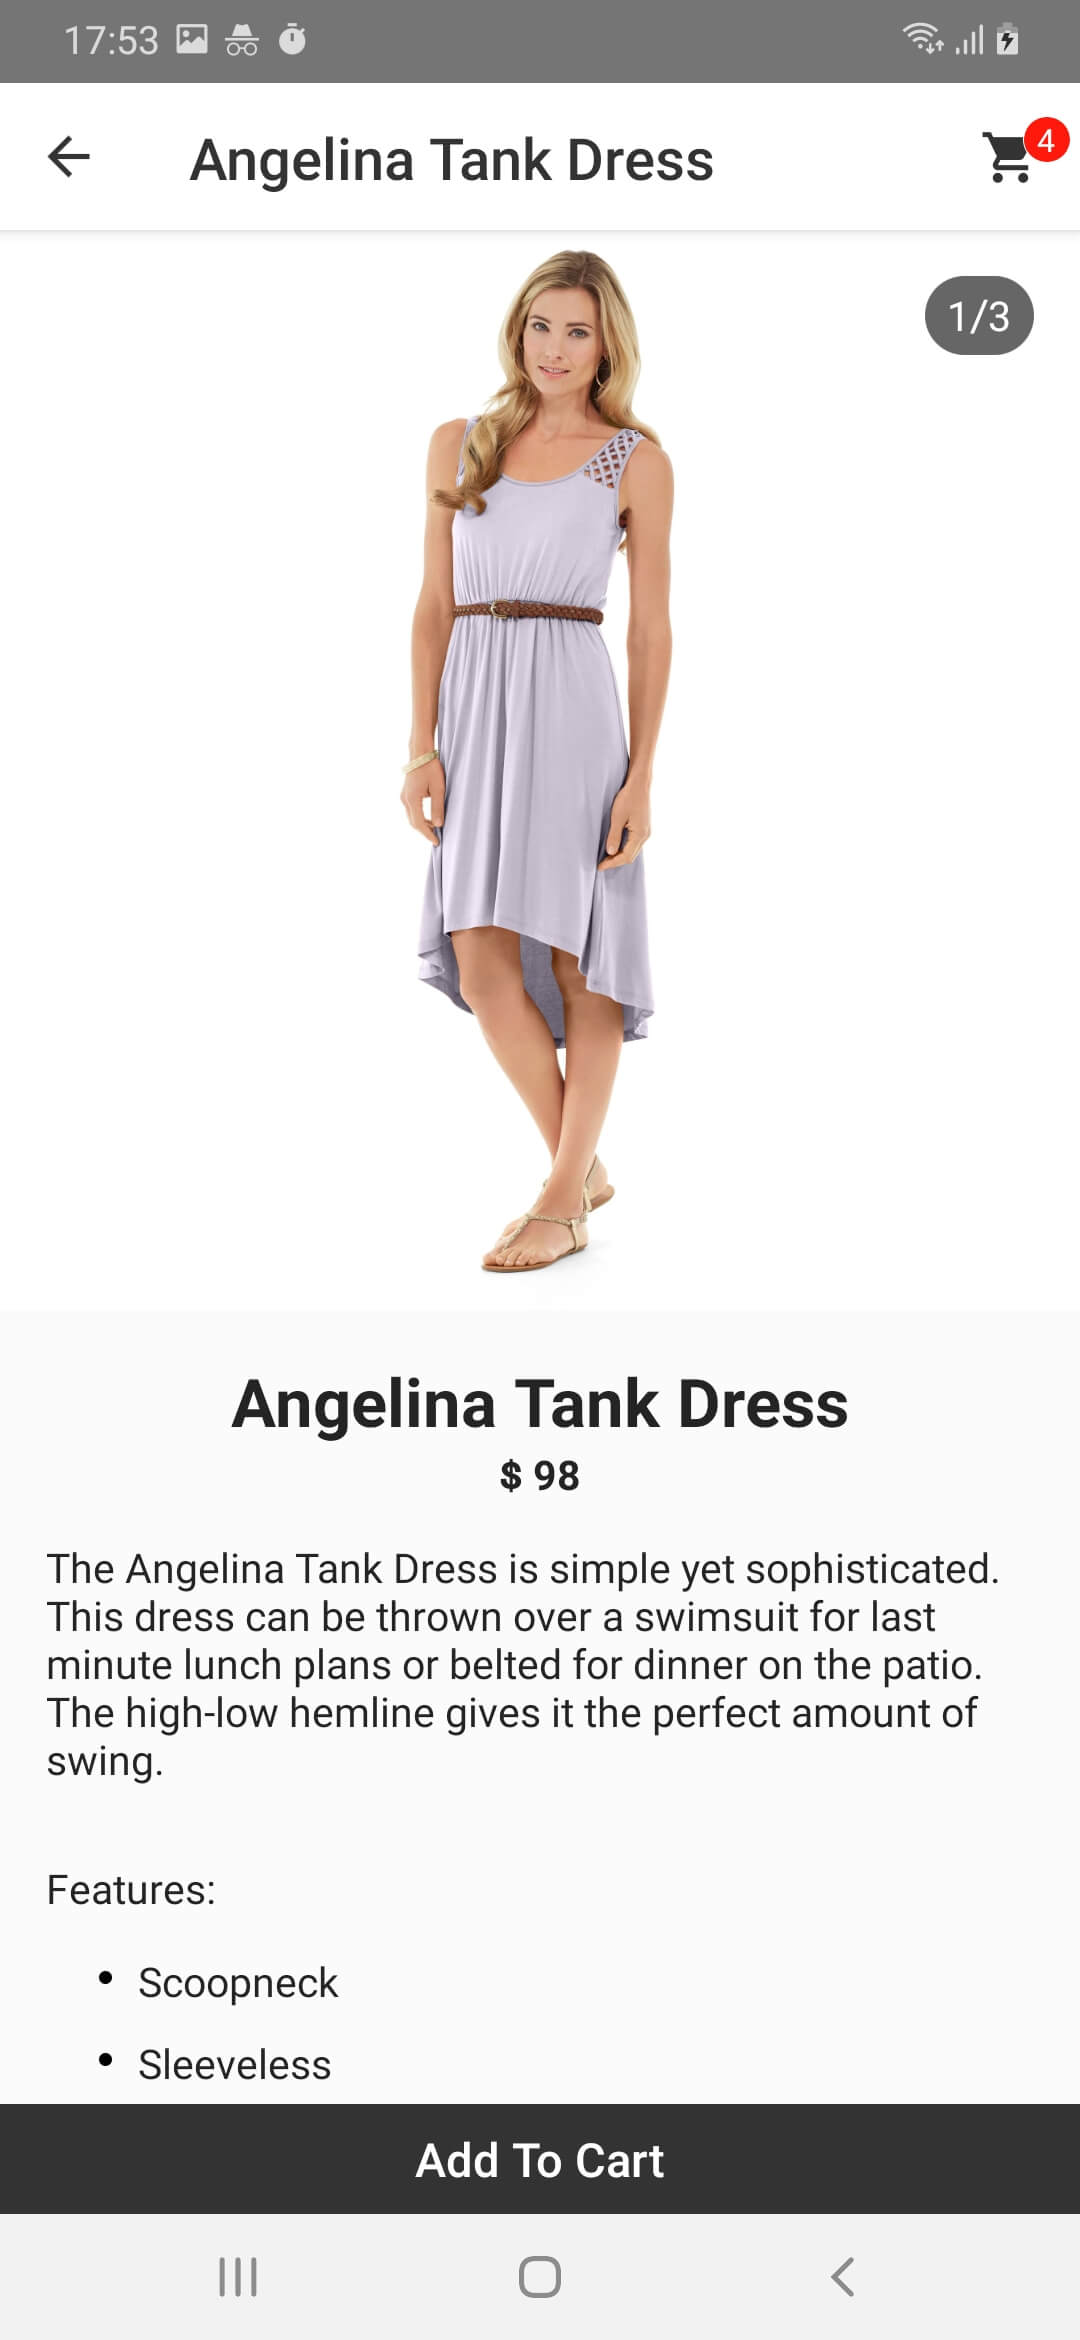 17:53
Angelina Tank Dress
4
1/3
Angelina Tank Dress
$ 98
The Angelina Tank Dress is simple yet sophisticated.
This dress can be thrown over a swimsuit for last
minute lunch plans or belted for dinner on the patio.
The high-low hemline gives it the perfect amount of
swing.
Features:
• Scoopneck
• Sleeveless
Add To Cart